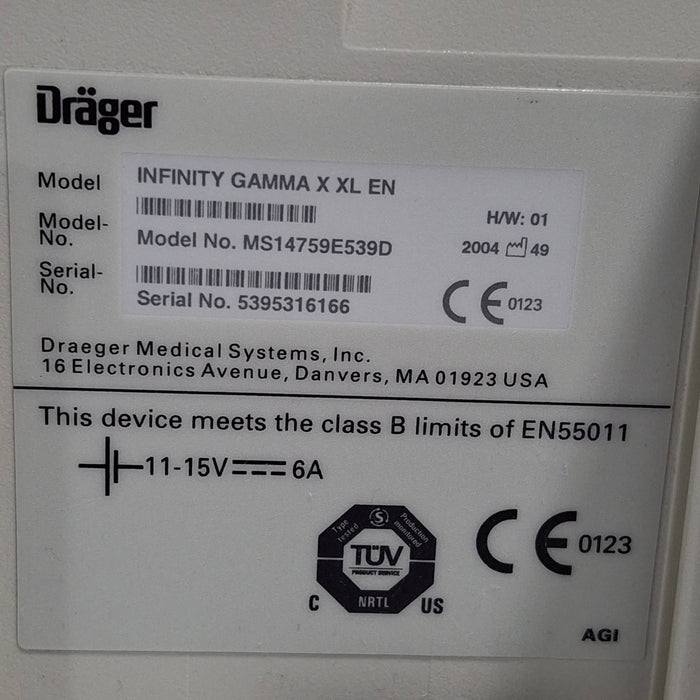 Dräger
Model
INFINITY GAMMA X XL EN
H/W: 01
Model-
No.
Model No. MS14759E539D
2004 49
Serial-
No.
Serial No. 5395316166
CE 0123
Draeger Medical Systems, Inc.
16 Electronics Avenue, Danvers, MA 01923 USA
This device meets the class B limits of EN55011
11-15V 6A
Type tested
S
Production monitored
TÜV
PRODUCT SERVICE
C
NRTL
US
CE 0123
AGI